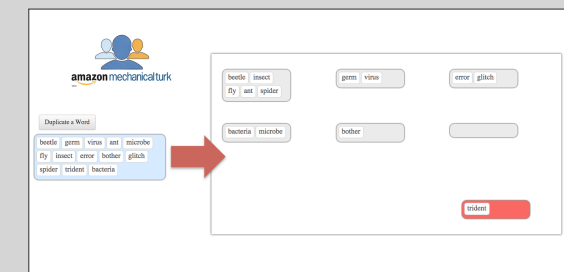 amazon mechanical turk
Duplicate a Word
beetle germ virus ant microbe
fly insect error bother glitch
spider trident bacteria
beetle insect
fly ant spider
germ virus
error glitch
bacteria microbe
bother
trident